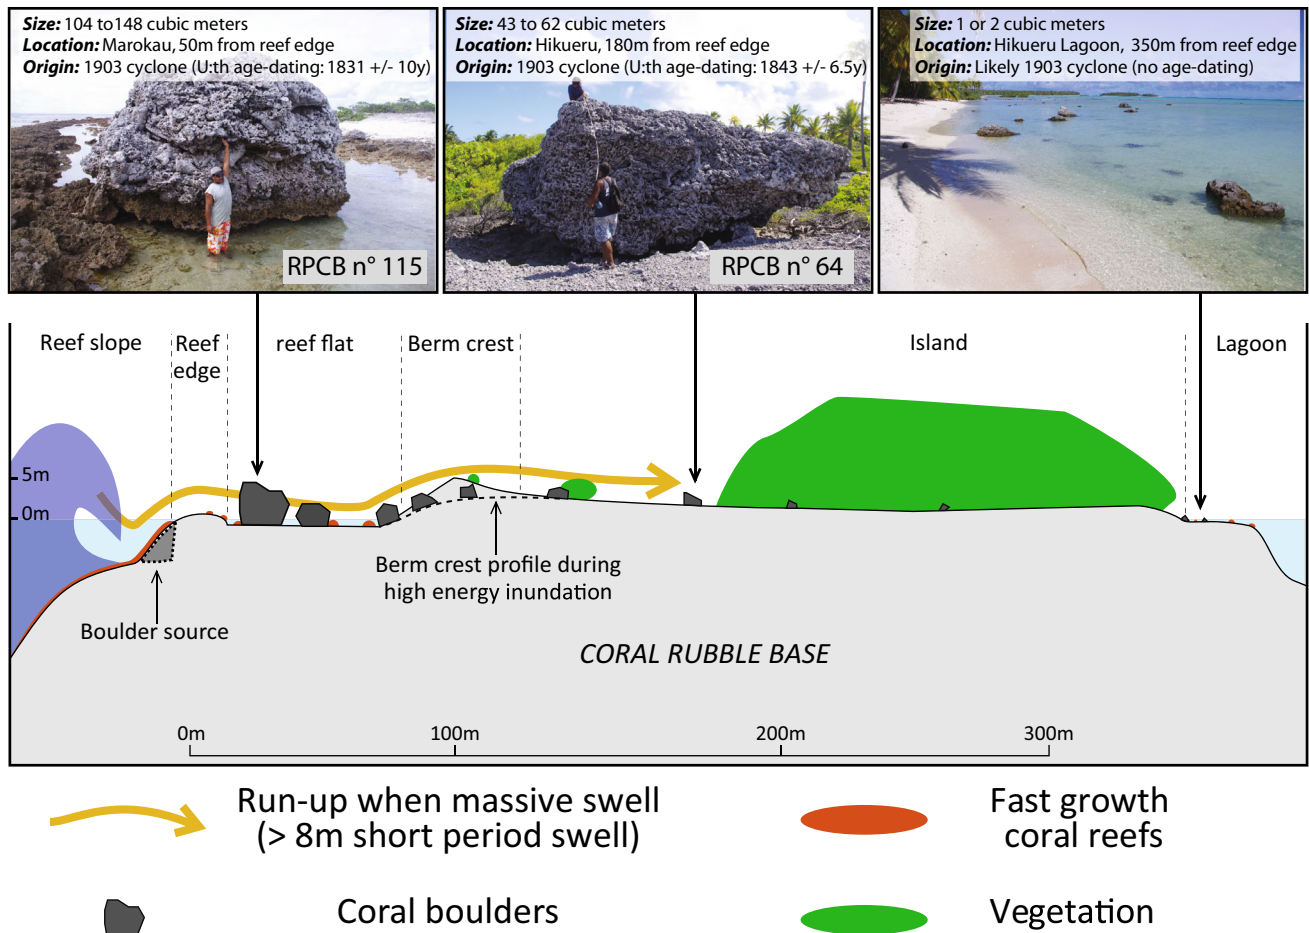 Size: 104 to148 cubic meters
Location: Marokau, 50m from reef edge
Origin: 1903 cyclone (U:th age-dating: 1831 +/- 10y)
RPCB n° 115
Size: 43 to 62 cubic meters
Location: Hikueru, 180m from reef edge
Origin: 1903 cyclone (U:th age-dating: 1843 +/- 6.5y)
RPCB n° 64
Size: 1 or 2 cubic meters
Location: Hikueru Lagoon, 350m from reef edge
Origin: Likely 1903 cyclone (no age-dating)
Reef slope
Reef
edge
reef flat
Berm crest
Island
Lagoon
5m
0m
Berm crest profile during
high energy inundation
Boulder source
CORAL RUBBLE BASE
0m
100m
200m
300m
Run-up when massive swell
(> 8m short period swell)
Fast growth
coral reefs
Coral boulders
Vegetation